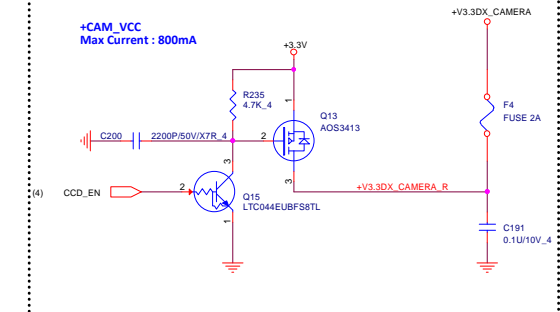 +V3.3DX_CAMERA
+CAM_VCC
Max Current : 800mA
+3.3V
R235
4.7K_4
1
Q13
AOS3413
F4
FUSE 2A
C200
2200P/50V/X7R_4
2
3
3
+V3.3DX_CAMERA_R
(4)
CCD_EN
2
Q15
LTC044EUBFS8TL
1
C191
0.1U/10V_4